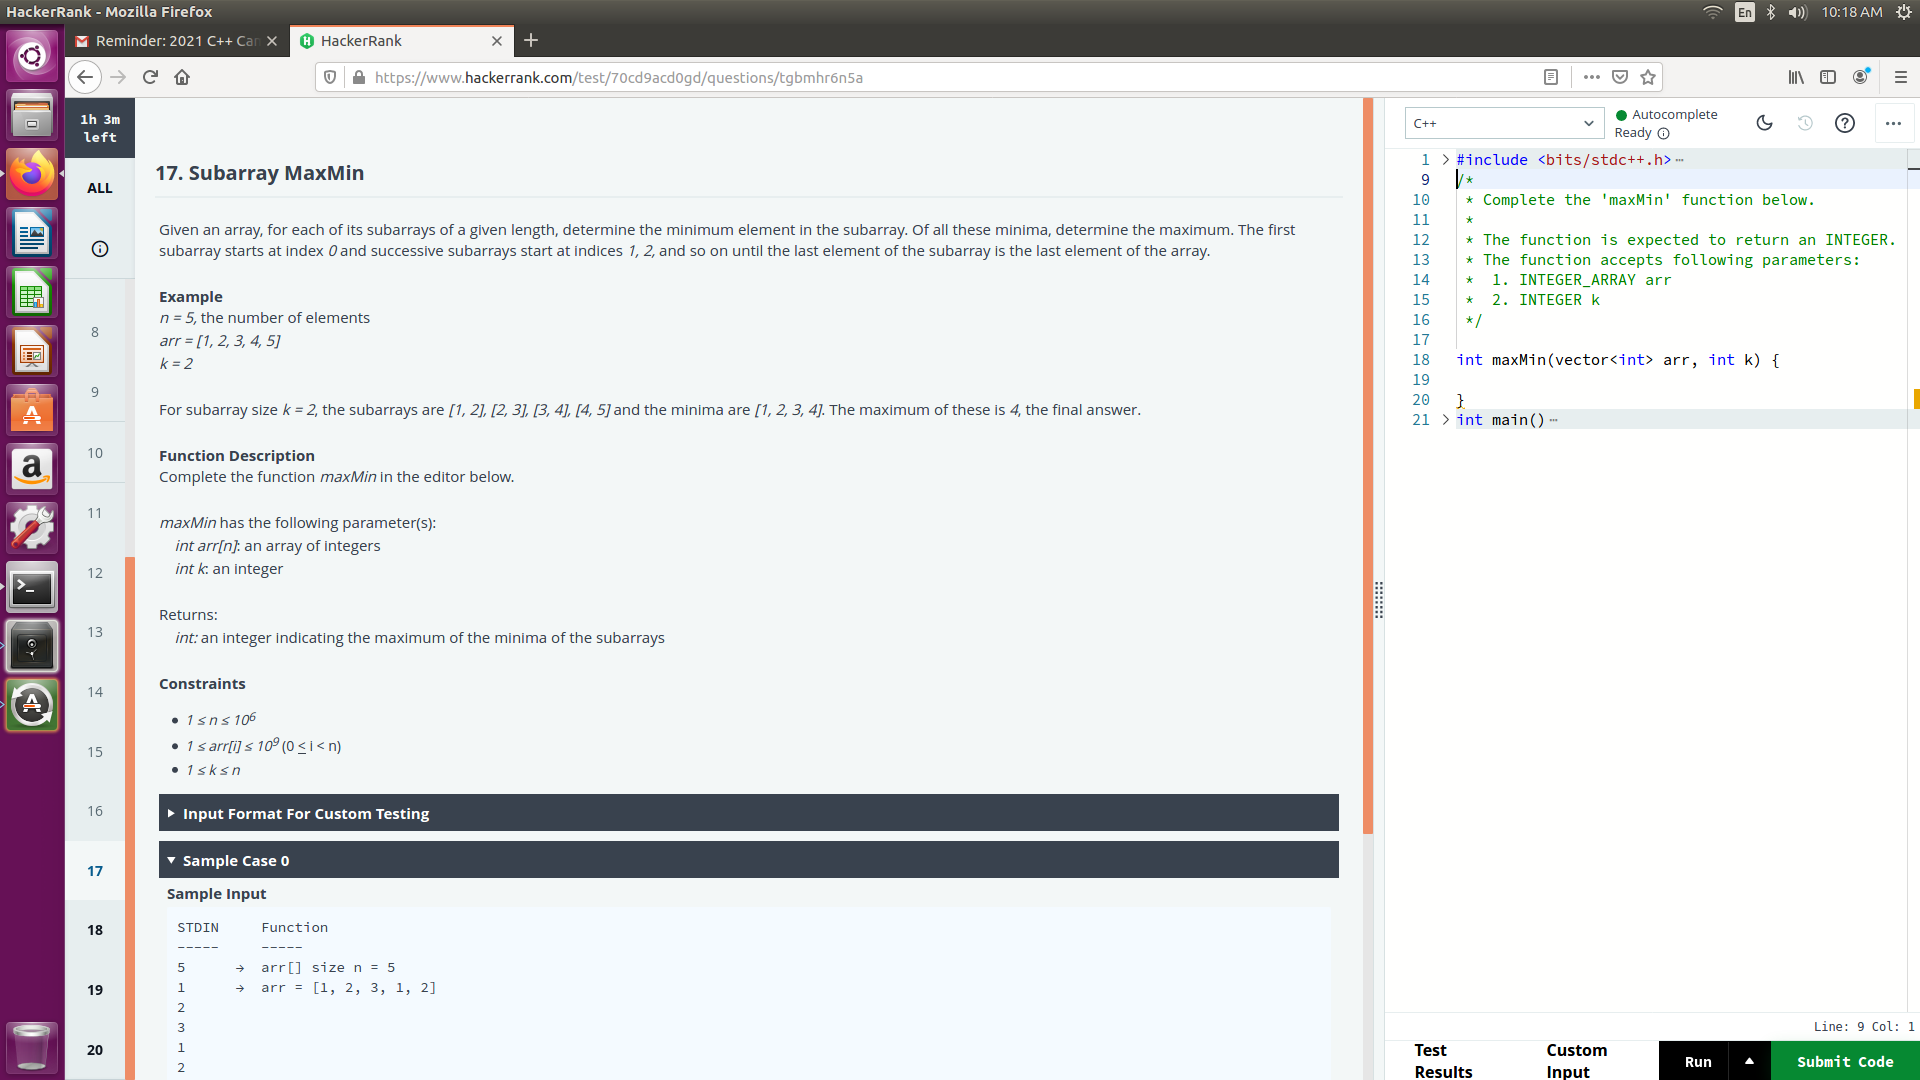 HackerRank - Mozilla Firefox
En
10:18 AM
Reminder: 2021 C++ Can
HackerRank
https://www.hackerrank.com/test/70cd9acd0gd/questions/tgbmhr6n5a
1h 3m
left
ALL
8
9
10
11
12
13
14
15
16
17
18
19
20
17. Subarray MaxMin
Given an array, for each of its subarrays of a given length, determine the minimum element in the subarray. Of all these minima, determine the maximum. The first
subarray starts at index 0 and successive subarrays start at indices 1, 2, and so on until the last element of the subarray is the last element of the array.
Example
n = 5, the number of elements
arr = [1, 2, 3, 4, 5]
k = 2
For subarray size k = 2, the subarrays are [1, 2], [2, 3], [3, 4], [4, 5] and the minima are [1, 2, 3, 4]. The maximum of these is 4, the final answer.
Function Description
Complete the function maxMin in the editor below.
maxMin has the following parameter(s):
int arr[n]: an array of integers
int k: an integer
Returns:
int: an integer indicating the maximum of the minima of the subarrays
Constraints
• 1 ≤ n ≤ 10⁶
• 1 ≤ arr[i] ≤ 10⁹ (0 ≤ i < n)
• 1 ≤ k ≤ n
Input Format For Custom Testing
Sample Case 0
Sample Input
STDIN Function
----- -----
5 → arr[] size n = 5
1 → arr = [1, 2, 3, 1, 2]
2
3
1
2
C++
Autocomplete
Ready
1 #include <bits/stdc++.h>
9 /*
10 * Complete the 'maxMin' function below.
11 *
12 * The function is expected to return an INTEGER.
13 * The function accepts following parameters:
14 * 1. INTEGER_ARRAY arr
15 * 2. INTEGER k
16 */
17
18 int maxMin(vector<int> arr, int k) {
19
20 }
21 int main()
Line: 9 Col: 1
Test
Results
Custom
Input
Run
Submit Code